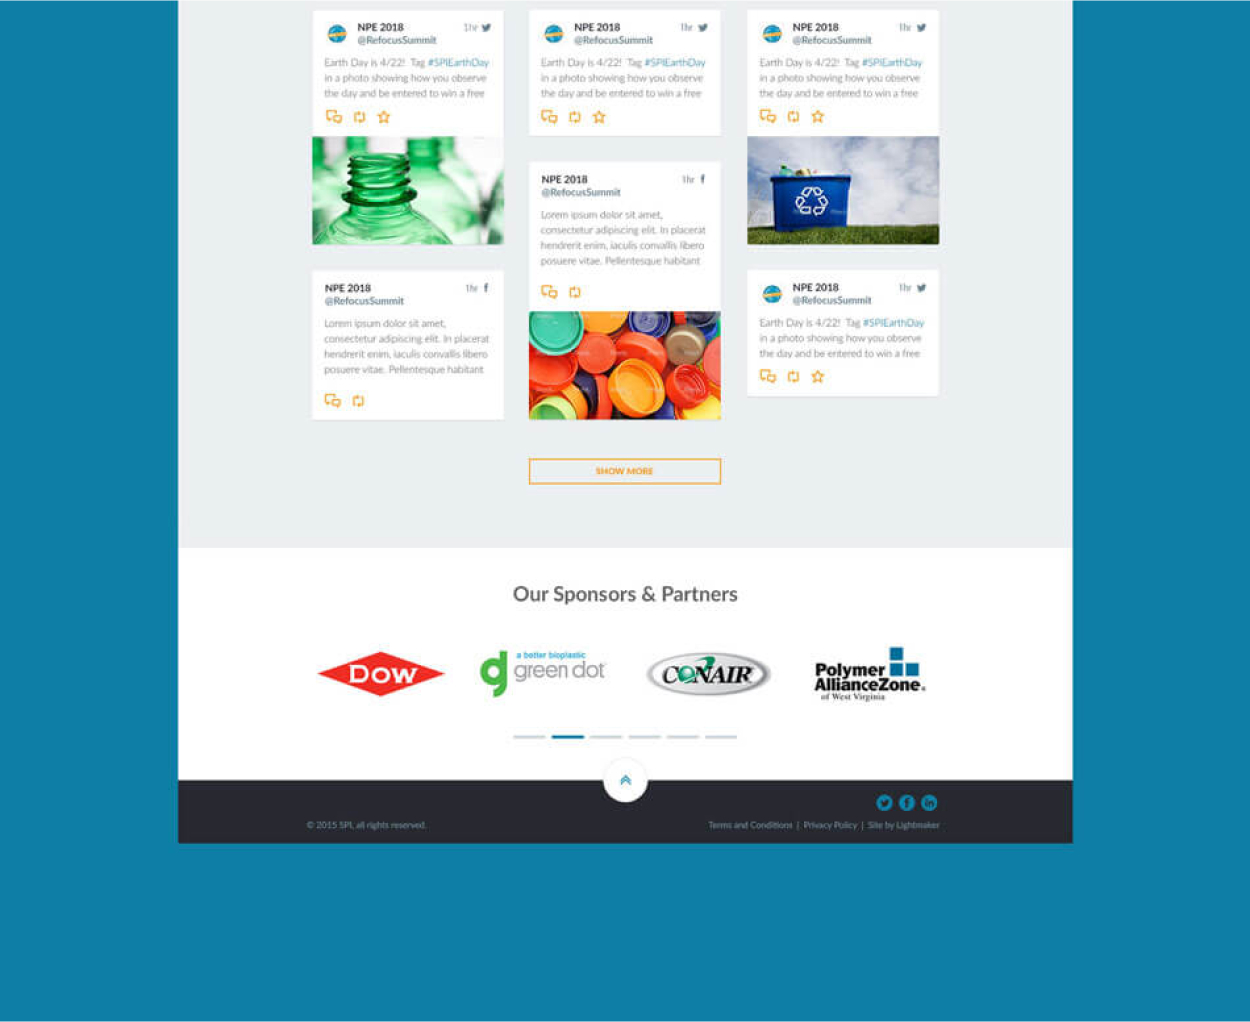 NPE 2018 1hr
@RefocusSummit
Earth Day is 4/22! Tag #SPIEarthDay
in a photo showing how you observe
the day and be entered to win a free
NPE 2018 1hr
@RefocusSummit
Lorem ipsum dolor sit amet,
consectetur adipiscing elit. In placerat
hendrerit enim, iaculis convallis libero
posuere vitae. Pellentesque habitant
NPE 2018 1hr
@RefocusSummit
Earth Day is 4/22! Tag #SPIEarthDay
in a photo showing how you observe
the day and be entered to win a free
NPE 2018 1hr
@RefocusSummit
Lorem ipsum dolor sit amet,
consectetur adipiscing elit. In placerat
hendrerit enim, iaculis convallis libero
posuere vitae. Pellentesque habitant
NPE 2018 1hr
@RefocusSummit
Earth Day is 4/22! Tag #SPIEarthDay
in a photo showing how you observe
the day and be entered to win a free
NPE 2018 1hr
@RefocusSummit
Earth Day is 4/22! Tag #SPIEarthDay
in a photo showing how you observe
the day and be entered to win a free
SHOW MORE
Our Sponsors & Partners
DOW
a better bioplastic
green dot
CONAIR
Polymer
AllianceZone.
of West Virginia
© 2015 SPI, all rights reserved.
Terms and Conditions | Privacy Policy | Site by Lightmaker